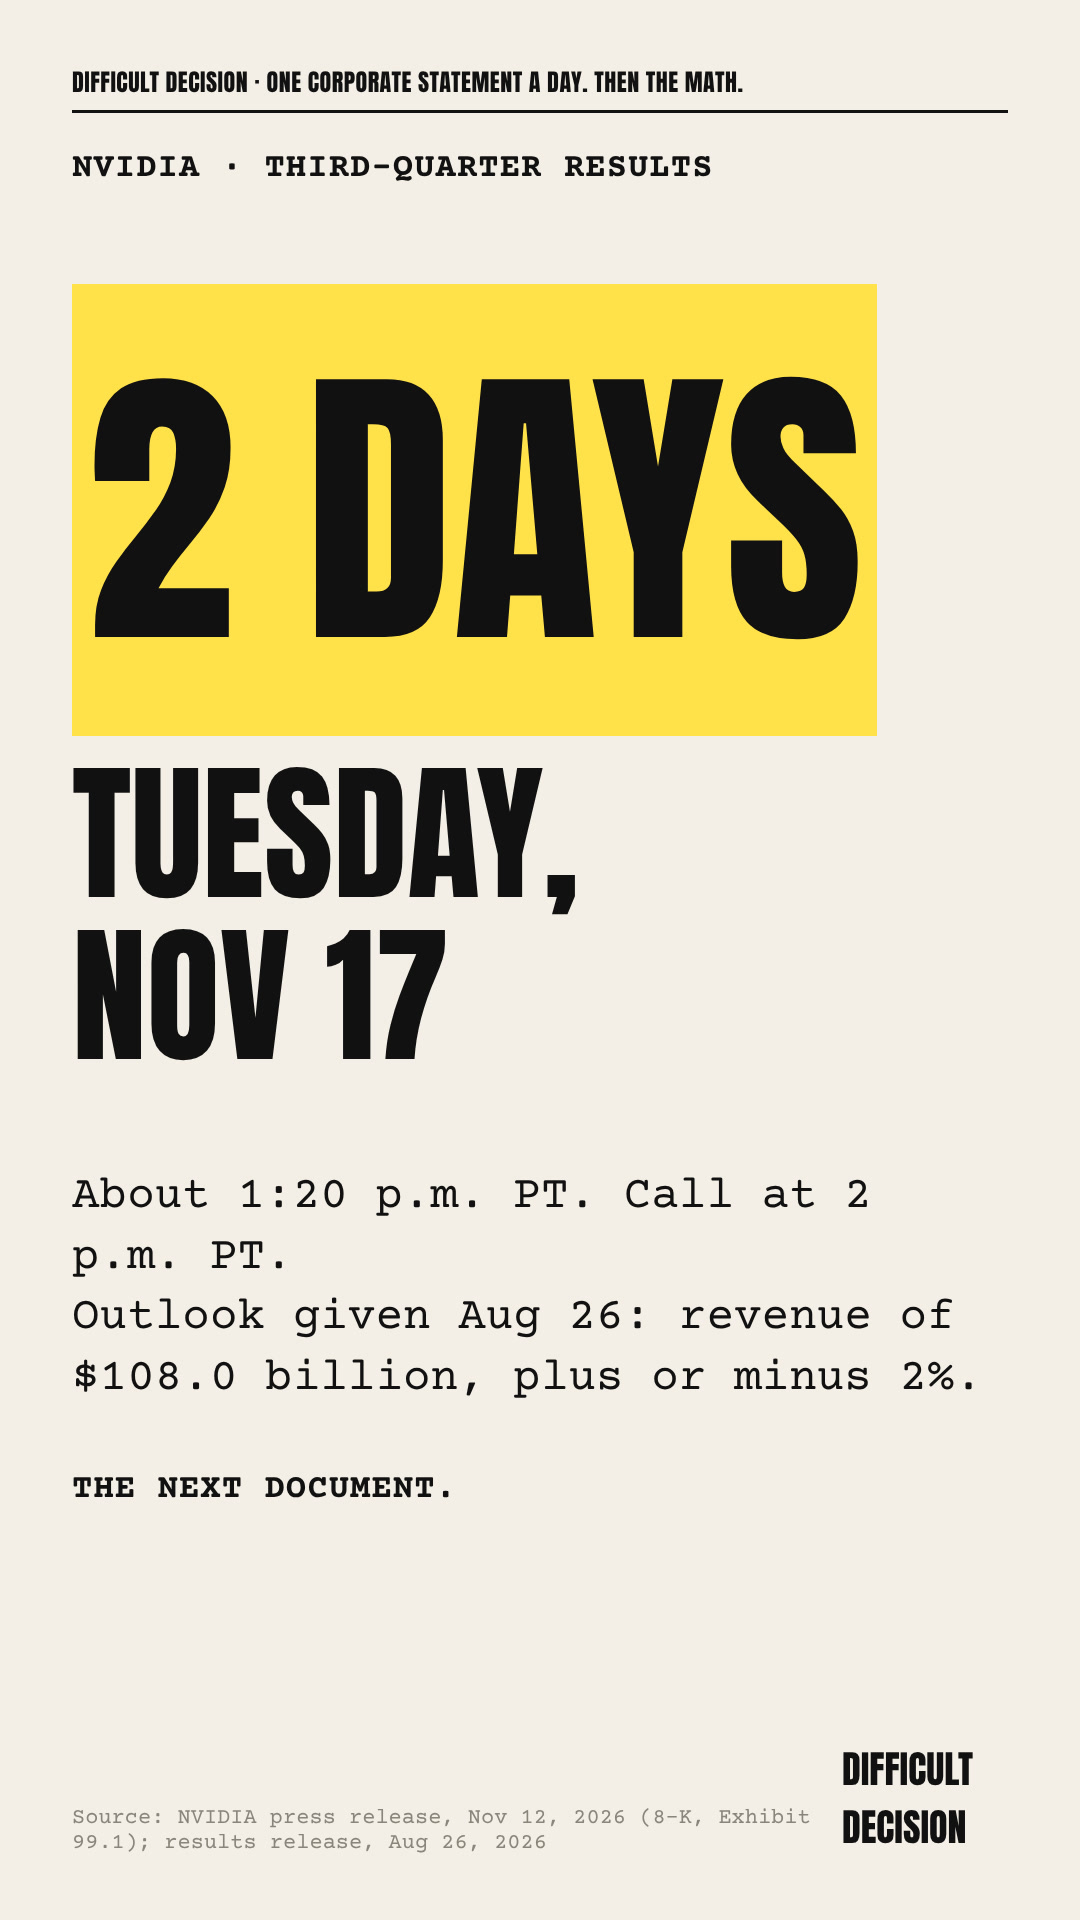 DIFFICULT DECISION · ONE CORPORATE STATEMENT A DAY. THEN THE MATH.
NVIDIA · THIRD-QUARTER RESULTS
2 DAYS
TUESDAY,
NOV 17
About 1:20 p.m. PT. Call at 2
p.m. PT.
Outlook given Aug 26: revenue of
$108.0 billion, plus or minus 2%.
THE NEXT DOCUMENT.
Source: NVIDIA press release, Nov 12, 2026 (8-K, Exhibit
99.1); results release, Aug 26, 2026
DIFFICULT
DECISION